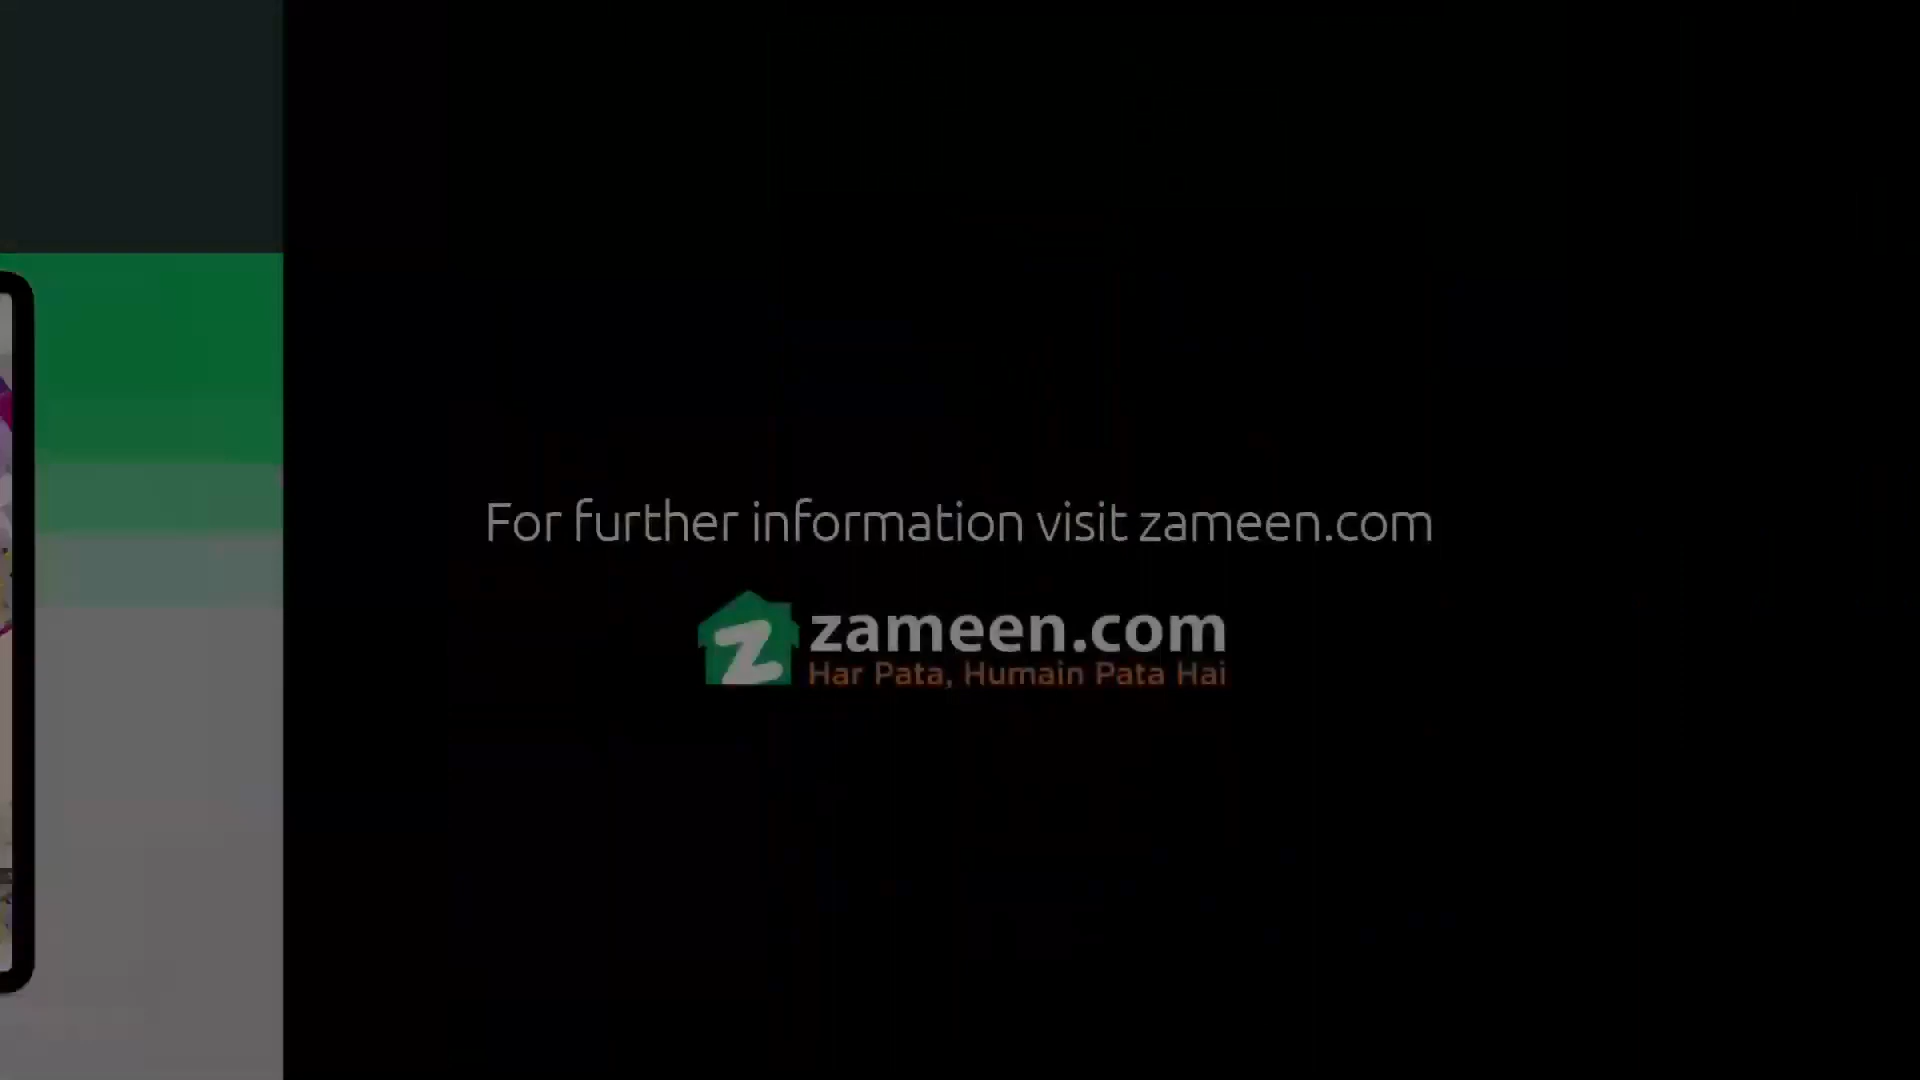 For further information visit zameen.com
zameen.com
Har Pata, Humain Pata Hai